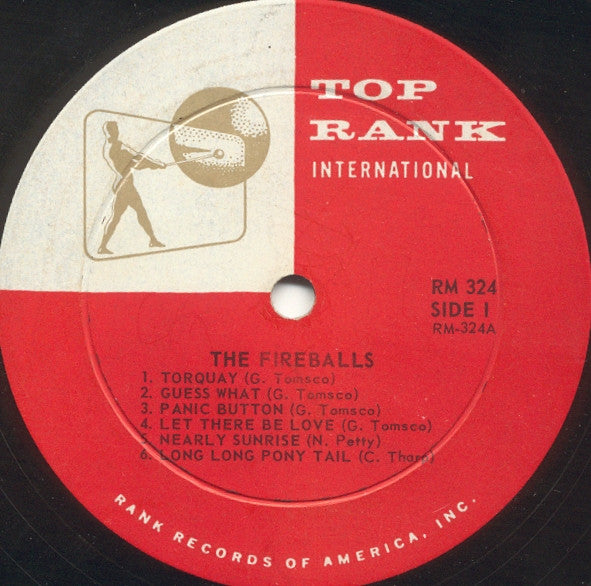 TOP
RANK
INTERNATIONAL
RM 324
SIDE 1
RM-324A
THE FIREBALLS
1. TORQUAY (G. Tomsco)
2. GUESS WHAT (G. Tomsco)
3. PANIC BUTTON (G. Tomsco)
4. LET THERE BE LOVE (G. Tomsco)
5. NEARLY SUNRISE (N. Petty)
6. LONG LONG PONY TAIL (C. Tharp)
RANK RECORDS OF AMERICA, INC.